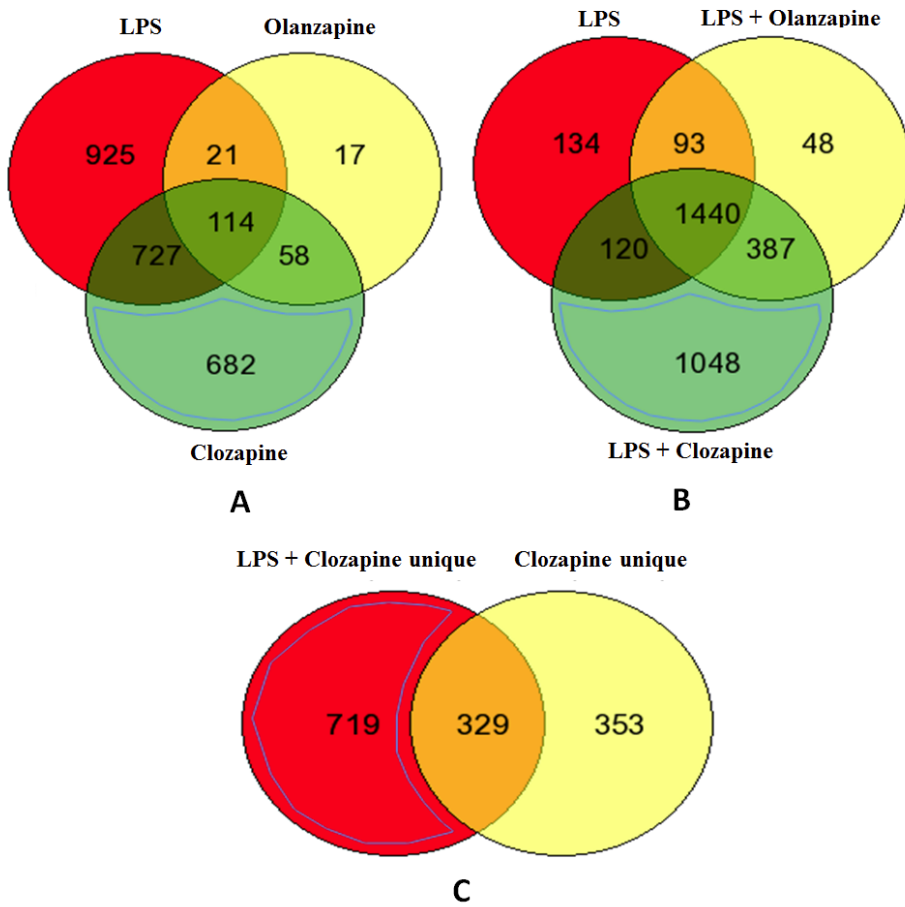 LPS Olanzapine
925 21 17
114
727 58
682
Clozapine
A
LPS LPS + Olanzapine
134 93 48
1440
120 387
1048
LPS + Clozapine
B
LPS + Clozapine unique Clozapine unique
719 329 353
C